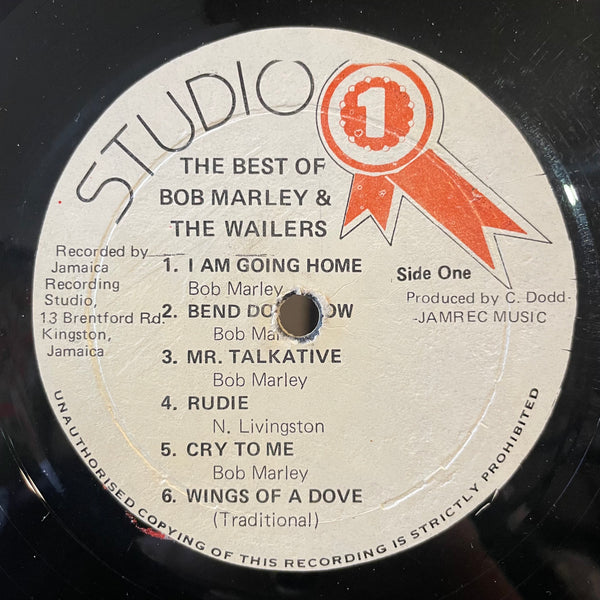 STUDIO 1
THE BEST OF
BOB MARLEY &
THE WAILERS
Recorded by
Jamaica
Recording
Studio,
13 Brentford Rd.
Kingston,
Jamaica
Side One
Produced by C. Dodd
-JAMREC MUSIC
1. I AM GOING HOME
Bob Marley
2. BEND
Bob
3. MR. TALKATIVE
Bob Marley
4. RUDIE
N. Livingston
5. CRY TO ME
Bob Marley
6. WINGS OF A DOVE
(Traditional)
UNAUTHORISED COPYING OF THIS RECORDING IS STRICTLY PROHIBITED